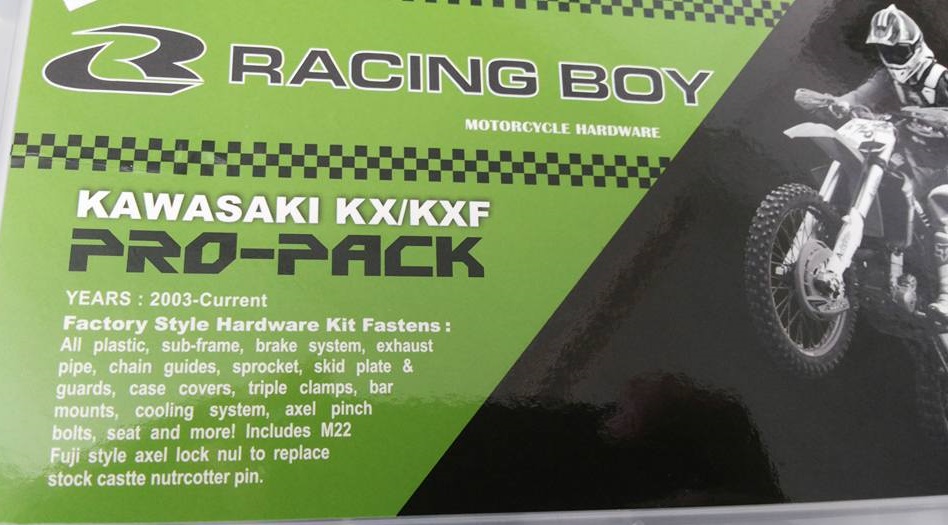 RACING BOY
MOTORCYCLE HARDWARE
KAWASAKI KX/KXF
PRO-PACK
YEARS : 2003-Current
Factory Style Hardware Kit Fastens :
All plastic, sub-frame, brake system, exhaust
pipe, chain guides, sprocket, skid plate &
guards, case covers, triple clamps, bar
mounts, cooling system, axel pinch
bolts, seat and more! Includes M22
Fuji style axel lock nul to replace
stock castte nutrcotter pin.